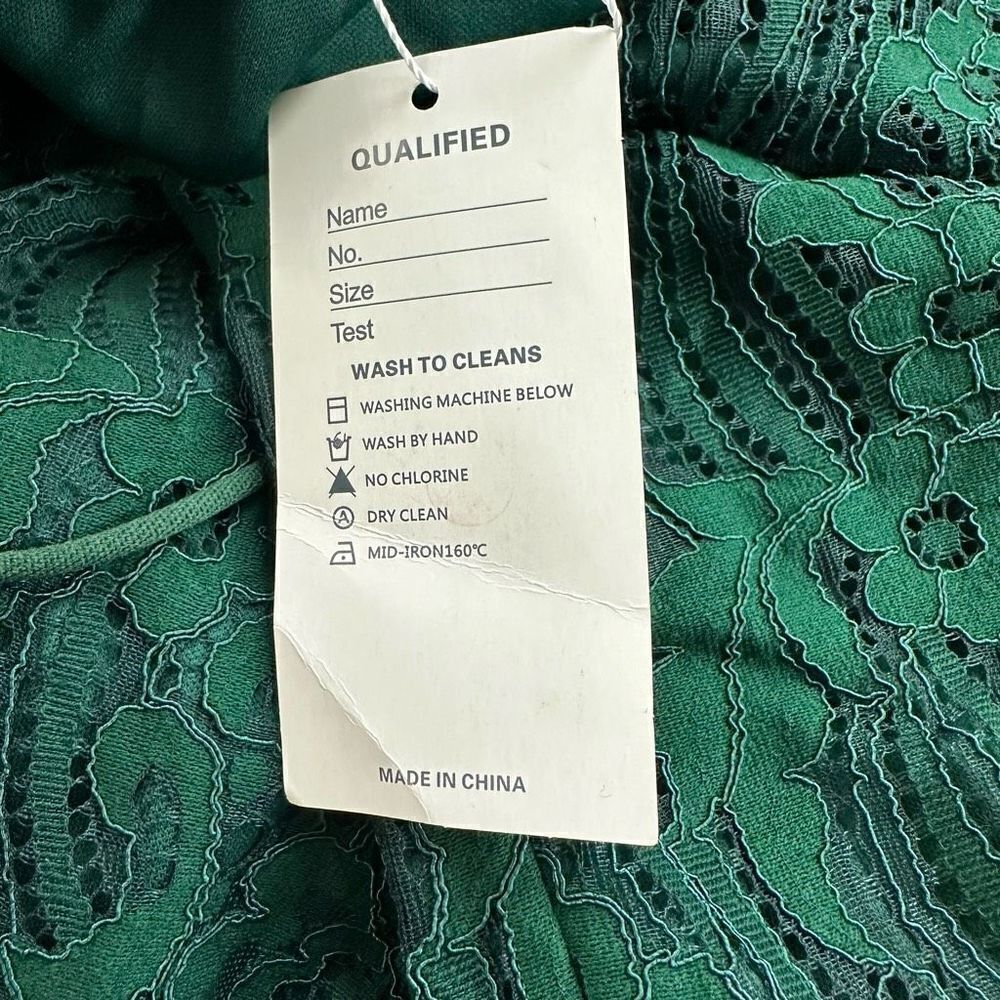 QUALIFIED
Name
No.
Size
Test
WASH TO CLEANS
WASHING MACHINE BELOW
WASH BY HAND
NO CHLORINE
A DRY CLEAN
MID-IRON160℃
MADE IN CHINA